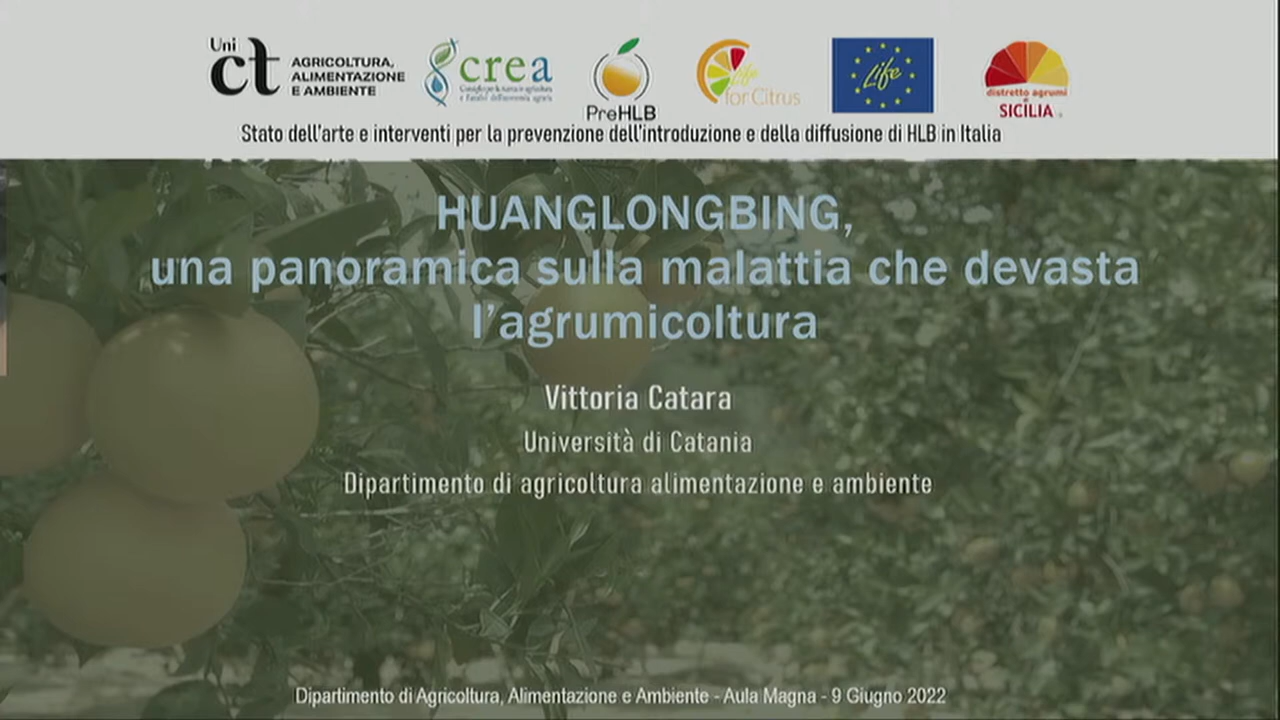 Uni
ct
AGRICOLTURA,
ALIMENTAZIONE
E AMBIENTE
crea
PreHLB
Life
for Citrus
Life
distretto agrumi
SICILIA
Stato dell'arte e interventi per la prevenzione dell'introduzione e della diffusione di HLB in Italia
HUANGLONGBING,
una panoramica sulla malattia che devasta
l'agrumicoltura
Vittoria Catara
Università di Catania
Dipartimento di agricoltura alimentazione e ambiente
Dipartimento di Agricoltura, Alimentazione e Ambiente - Aula Magna - 9 Giugno 2022